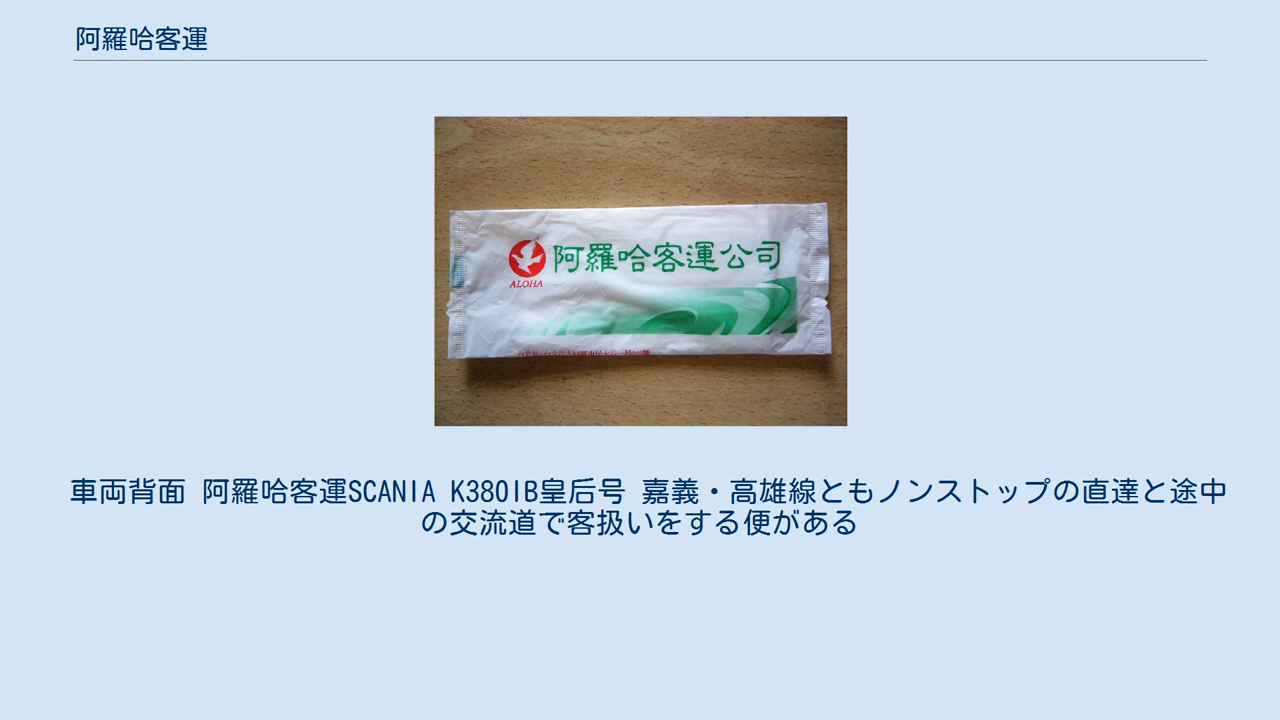 阿羅哈客運
阿羅哈客運公司
ALOHA
車両背面 阿羅哈客運SCANIA K380IB皇后号 嘉義・高雄線ともノンストップの直達と途中
の交流道で客扱いをする便がある